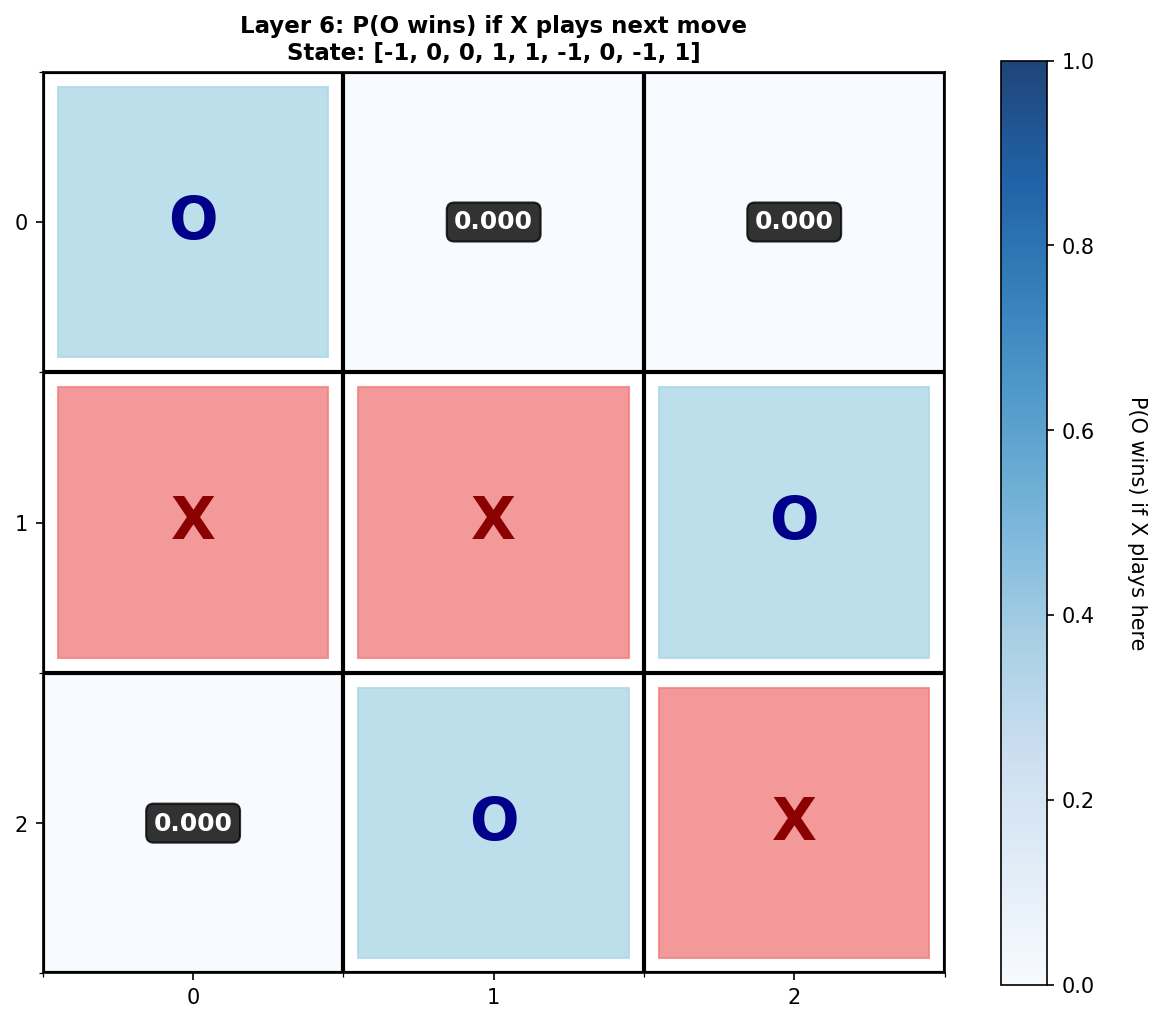 Layer 6: P(O wins) if X plays next move
State: [-1, 0, 0, 1, 1, -1, 0, -1, 1]
O
0.000
0.000
X
X
O
0.000
O
X
0
1
2
0
1
2
1.0
0.8
0.6
0.4
0.2
0.0
P(O wins) if X plays here